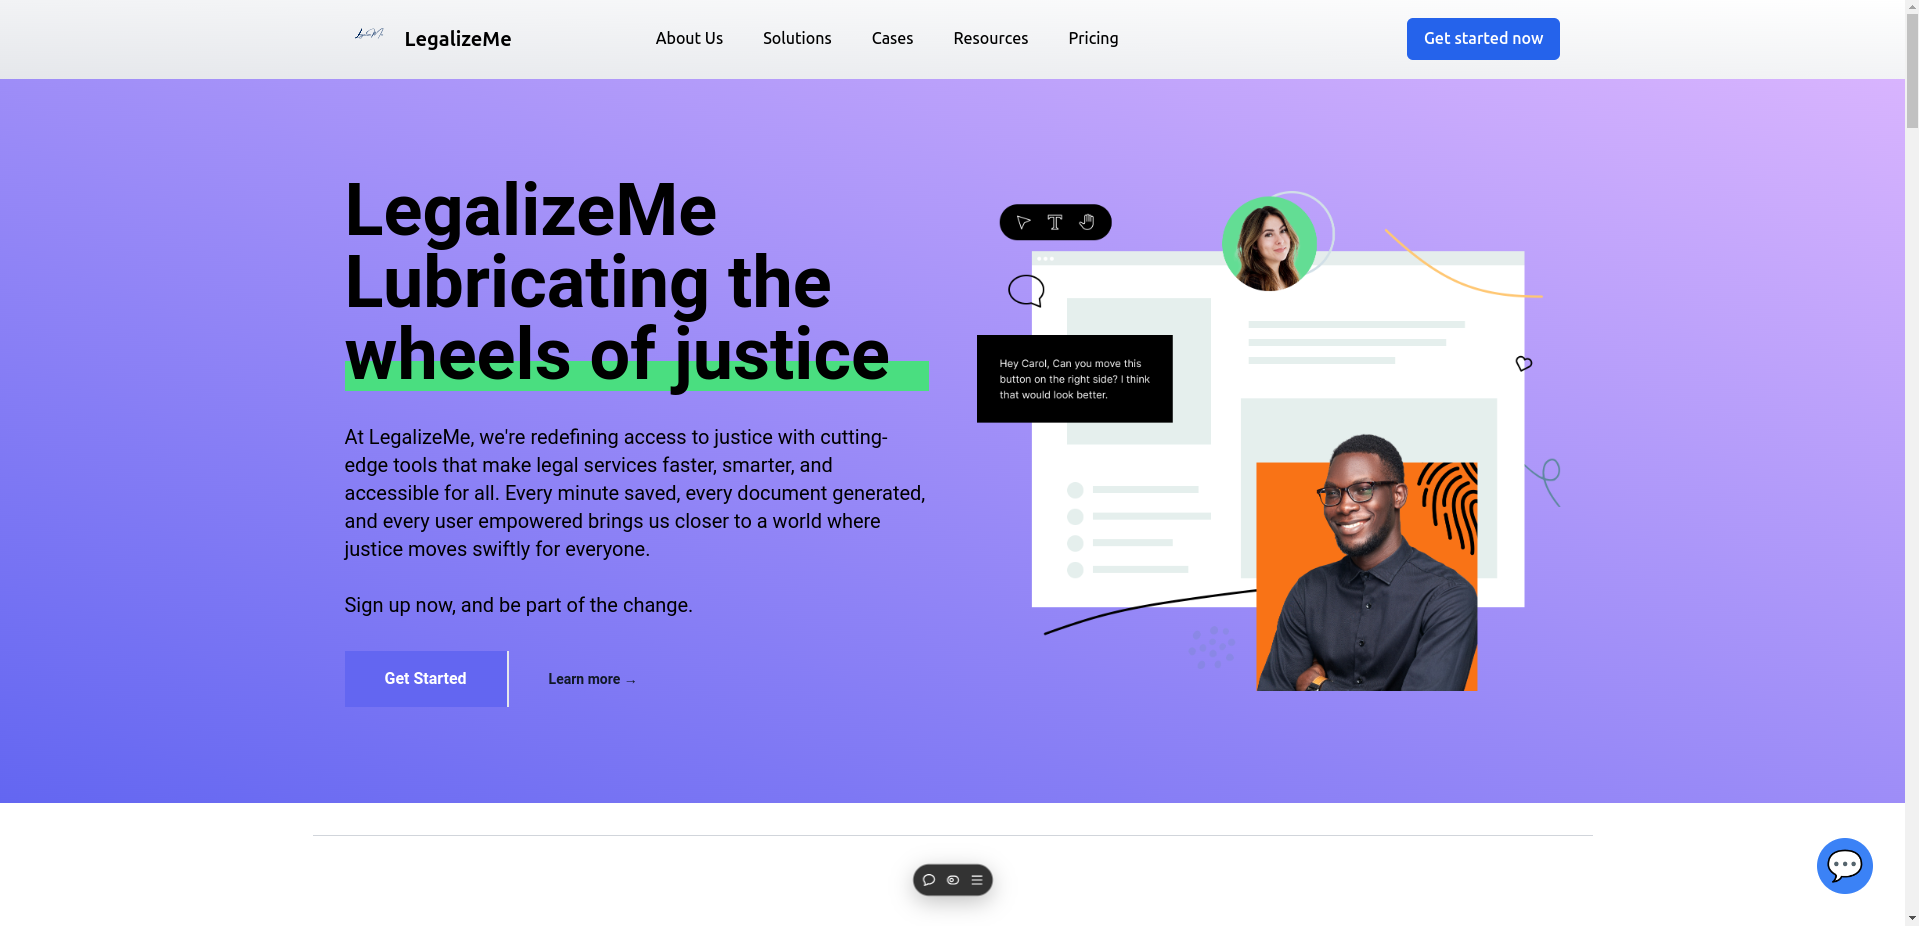 LegalizeMe
LegalizeMe
About Us
Solutions
Cases
Resources
Pricing
Get started now
LegalizeMe
Lubricating the
wheels of justice
At LegalizeMe, we're redefining access to justice with cutting-
edge tools that make legal services faster, smarter, and
accessible for all. Every minute saved, every document generated,
and every user empowered brings us closer to a world where
justice moves swiftly for everyone.
Sign up now, and be part of the change.
Get Started
Learn more →
T
Hey Carol, Can you move this
button on the right side? I think
that would look better.